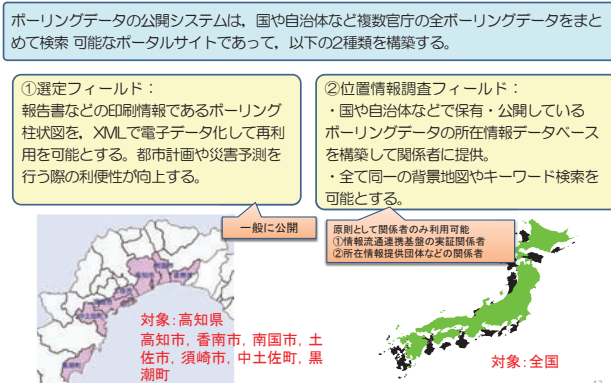 ボーリングデータの公開システムは，国や自治体など複数官庁の全ボーリングデータをまと
めて検索 可能なポータルサイトであって，以下の2種類を構築する。
①選定フィールド：
報告書などの印刷情報であるボーリング
柱状図を，XMLで電子データ化して再利
用を可能とする。都市計画や災害予測を
行う際の利便性が向上する。
②位置情報調査フィールド：
・国や自治体などで保有・公開している
ボーリングデータの所在情報データベース
を構築して関係者に提供。
・全て同一の背景地図やキーワード検索を
可能とする。
一般に公開
原則として関係者のみ利用可能
①情報流通連携基盤の実証関係者
②所在情報提供団体などの関係者
対象：高知県
高知市，香南市，南国市，土
佐市，須崎市，中土佐町，黒
潮町
対象：全国